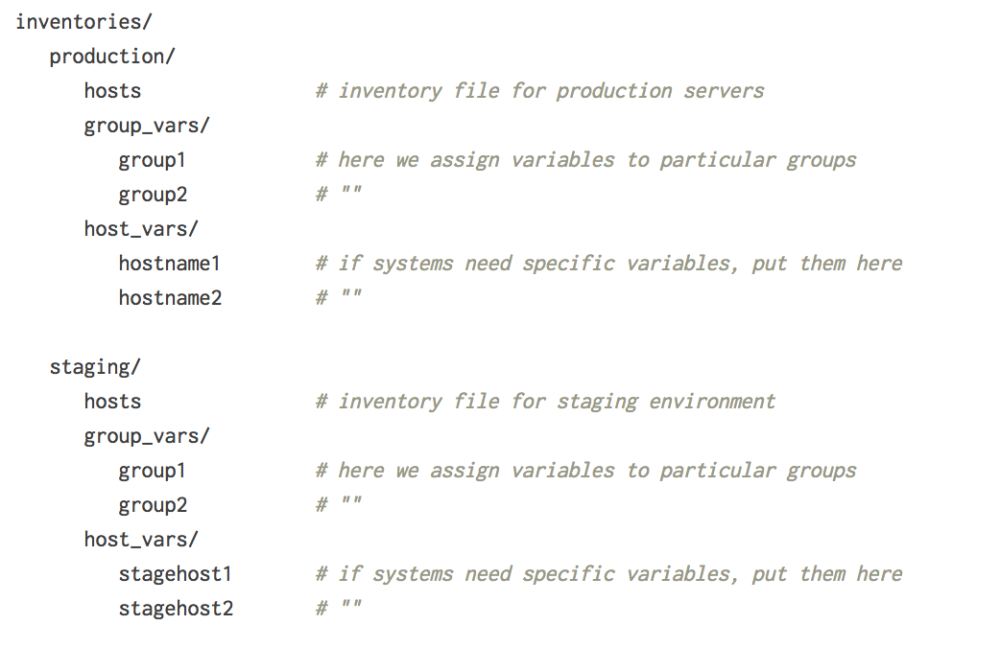 inventories/
   production/
      hosts               # inventory file for production servers
      group_vars/
         group1           # here we assign variables to particular groups
         group2           # ""
      host_vars/
         hostname1        # if systems need specific variables, put them here
         hostname2        # ""

   staging/
      hosts               # inventory file for staging environment
      group_vars/
         group1           # here we assign variables to particular groups
         group2           # ""
      host_vars/
         stagehost1       # if systems need specific variables, put them here
         stagehost2       # ""